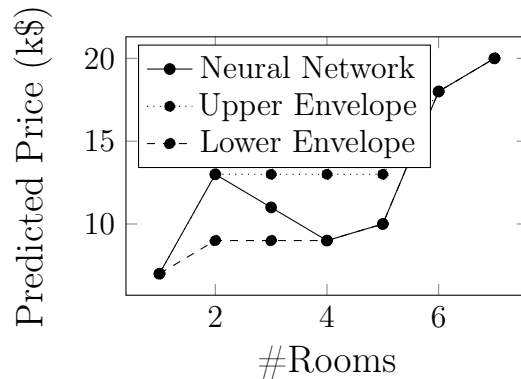 Predicted Price (k$)
20
15
10
Neural Network
Upper Envelope
Lower Envelope
2
4
6
#Rooms